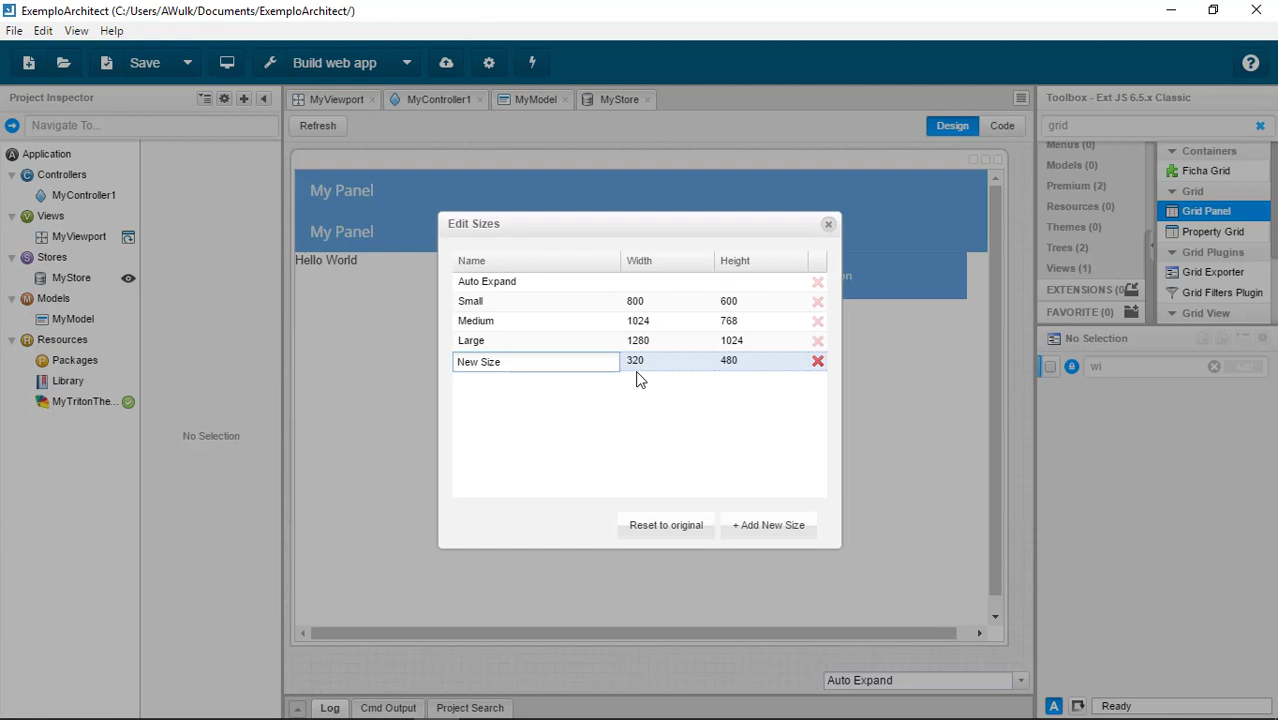 ExemploArchitect (C:/Users/AWulk/Documents/ExemploArchitect/)
File Edit View Help
Save Build web app
Project Inspector
Navigate To...
Application
Controllers
MyController1
Views
MyViewport
Stores
MyStore
Models
MyModel
Resources
Packages
Library
MyTritonThe...
No Selection
MyViewport MyController1 MyModel MyStore
Refresh Design Code
My Panel
My Panel
Hello World
on
Edit Sizes
Name Width Height
Auto Expand
Small 800 600
Medium 1024 768
Large 1280 1024
New Size 320 480
Reset to original + Add New Size
Auto Expand
Log Cmd Output Project Search
Toolbox - Ext JS 6.5.x Classic
grid
Menus (0)
Models (0)
Premium (2)
Resources (0)
Themes (0)
Trees (2)
Views (1)
EXTENSIONS (0)
FAVORITE (0)
Containers
Ficha Grid
Grid
Grid Panel
Property Grid
Grid Plugins
Grid Exporter
Grid Filters Plugin
Grid View
No Selection
wi Add
Ready